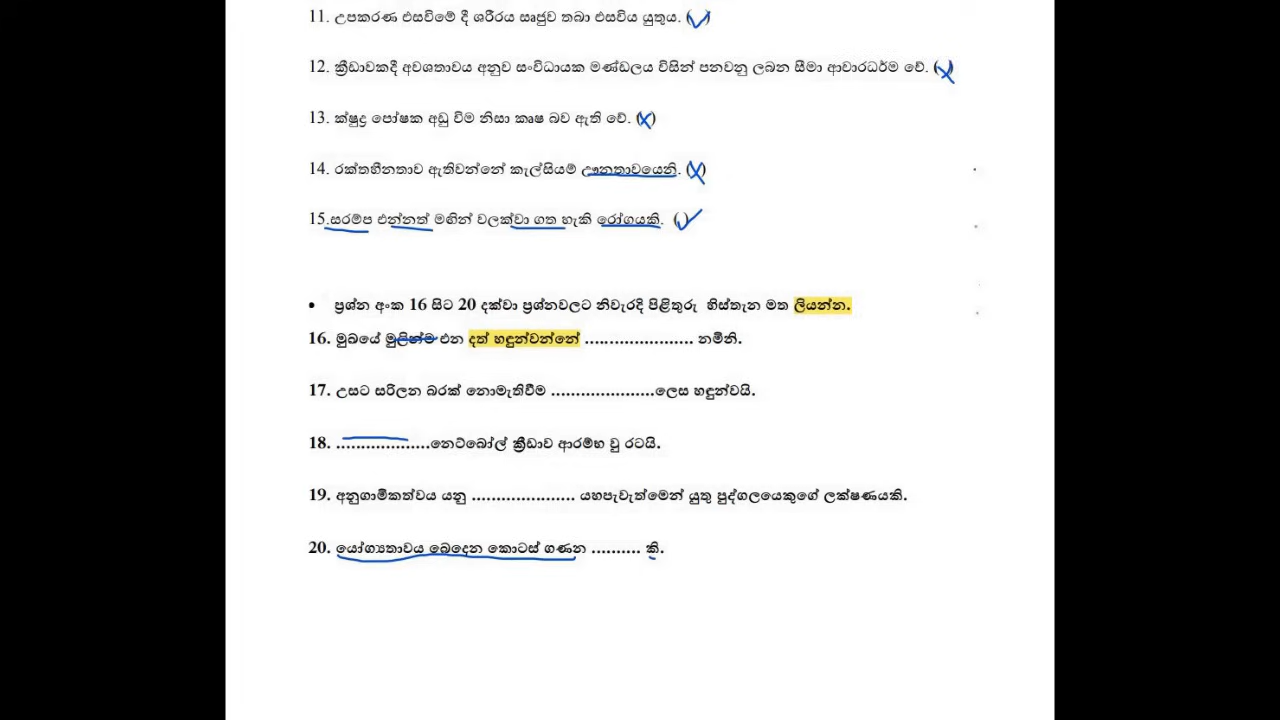 11. උපකරණ එසවීමේ දී ශරීරය සෘජුව තබා එසවිය යුතුය. (✓)
12. ක්‍රීඩාවකදී අවශතාවය අනුව සංවිධායක මණ්ඩලය විසින් පනවනු ලබන සීමා ආචාරධර්ම වේ. (X)
13. ක්ෂුද්‍ර පෝෂක අඩු වීම නිසා කෘෂ බව ඇති වේ. (X)
14. රක්තහීනතාව ඇතිවන්නේ කැල්සියම් ඌනතාවයෙනි. (X)
15.සරම්ප එන්නත් මඟින් වලක්වා ගත හැකි රෝගයකි. (✓)
• ප්‍රශ්න අංක 16 සිට 20 දක්වා ප්‍රශ්නවලට නිවැරදි පිළිතුරු හිස්තැන මත ලියන්න.
16. මුඛයේ මුලින්ම එන දත් හඳුන්වන්නේ ...................... නමිනි.
17. උසට සරිලන බරක් නොමැතිවීම .....................ලෙස හඳුන්වයි.
18. ...................නෙට්බෝල් ක්‍රීඩාව ආරම්භ වු රටයි.
19. අනුගාමිකත්වය යනු ..................... යහපැවැත්මෙන් යුතු පුද්ගලයෙකුගේ ලක්ෂණයකි.
20. යෝග්‍යතාවය බෙදෙන කොටස් ගණන .......... කි.